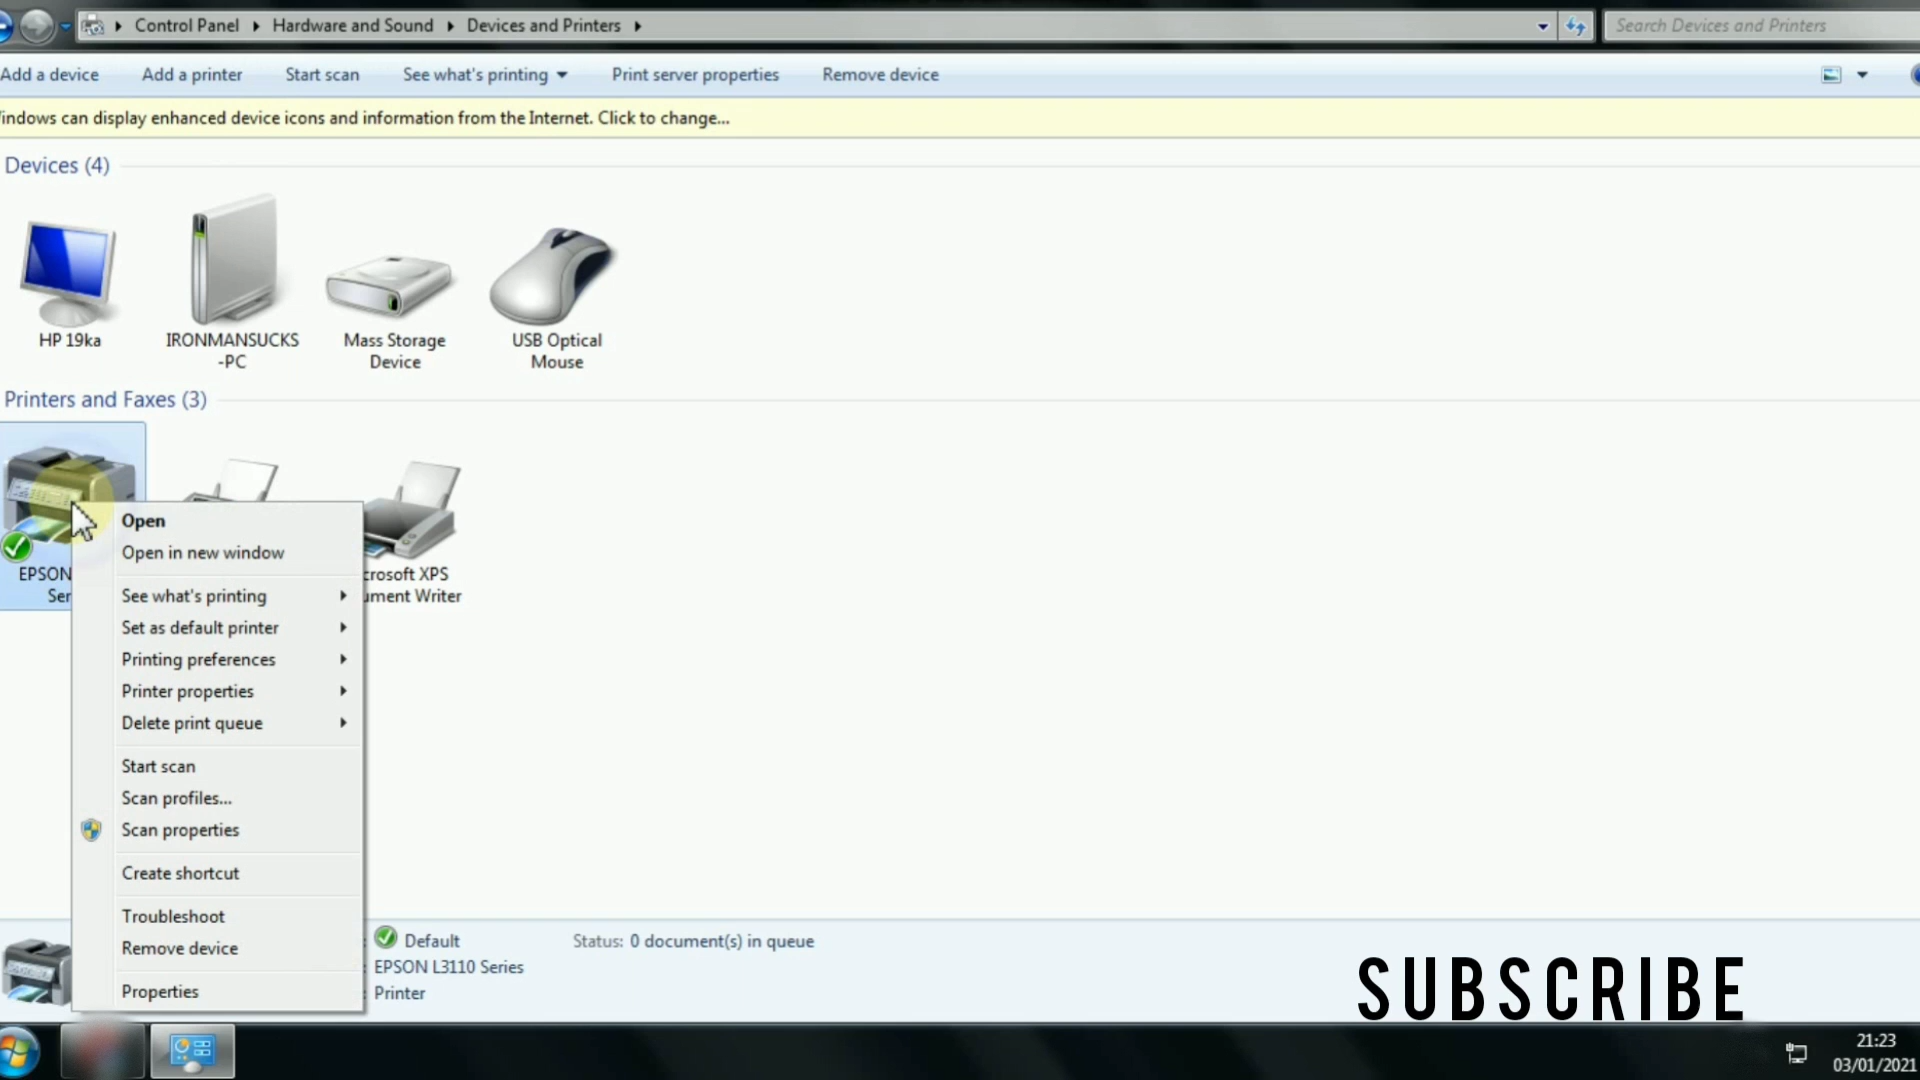 Control Panel Hardware and Sound Devices and Printers
Search Devices and Printers
Add a device Add a printer Start scan See what's printing Print server properties Remove device
indows can display enhanced device icons and information from the Internet. Click to change...
Devices (4)
HP 19ka
IRONMANSUCKS
-PC
Mass Storage
Device
USB Optical
Mouse
Printers and Faxes (3)
EPSON
Ser
crosoft XPS
ument Writer
Open
Open in new window
See what's printing
Set as default printer
Printing preferences
Printer properties
Delete print queue
Start scan
Scan profiles...
Scan properties
Create shortcut
Troubleshoot
Remove device
Properties
: Default
: EPSON L3110 Series
: Printer
Status: 0 document(s) in queue
SUBSCRIBE
21:23
03/01/2021